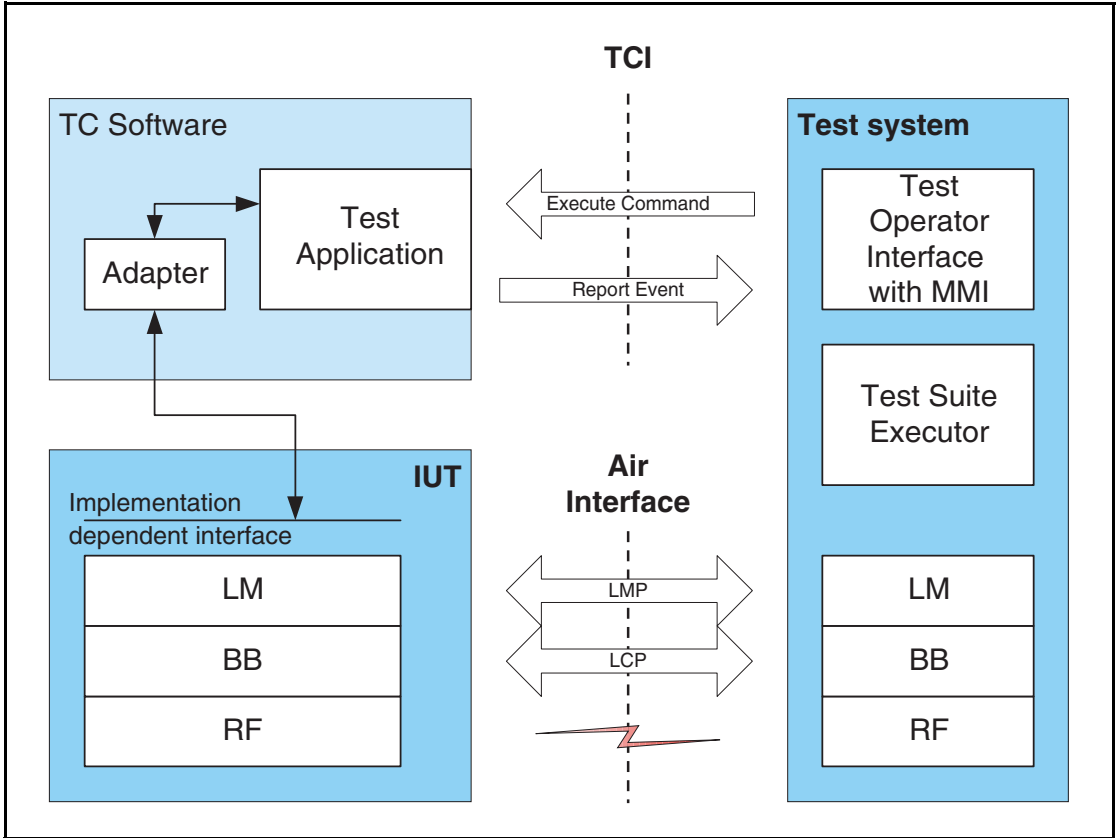 TCI
TC Software
Test
Application
Adapter
Execute Command
Report Event
Test system
Test
Operator
Interface
with MMI
Test Suite
Executor
IUT
Implementation
dependent interface
LM
BB
RF
Air
Interface
LMP
LCP
LM
BB
RF